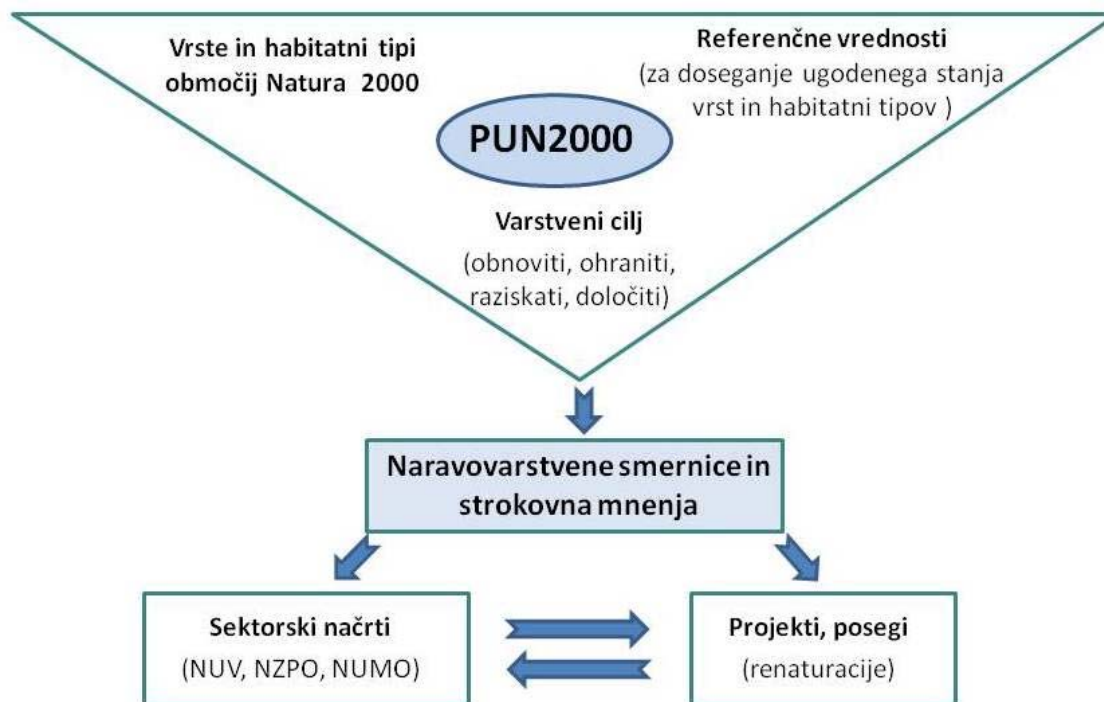 Vrste in habitatni tipi
območij Natura 2000
Referenčne vrednosti
(za doseganje ugodenega stanja
vrst in habitatni tipov )
PUN2000
Varstveni cilj
(obnoviti, ohraniti,
raziskati, določiti)
Naravovarstvene smernice in
strokovna mnenja
Sektorski načrti
(NUV, NZPO, NUMO)
Projekti, posegi
(renaturacije)